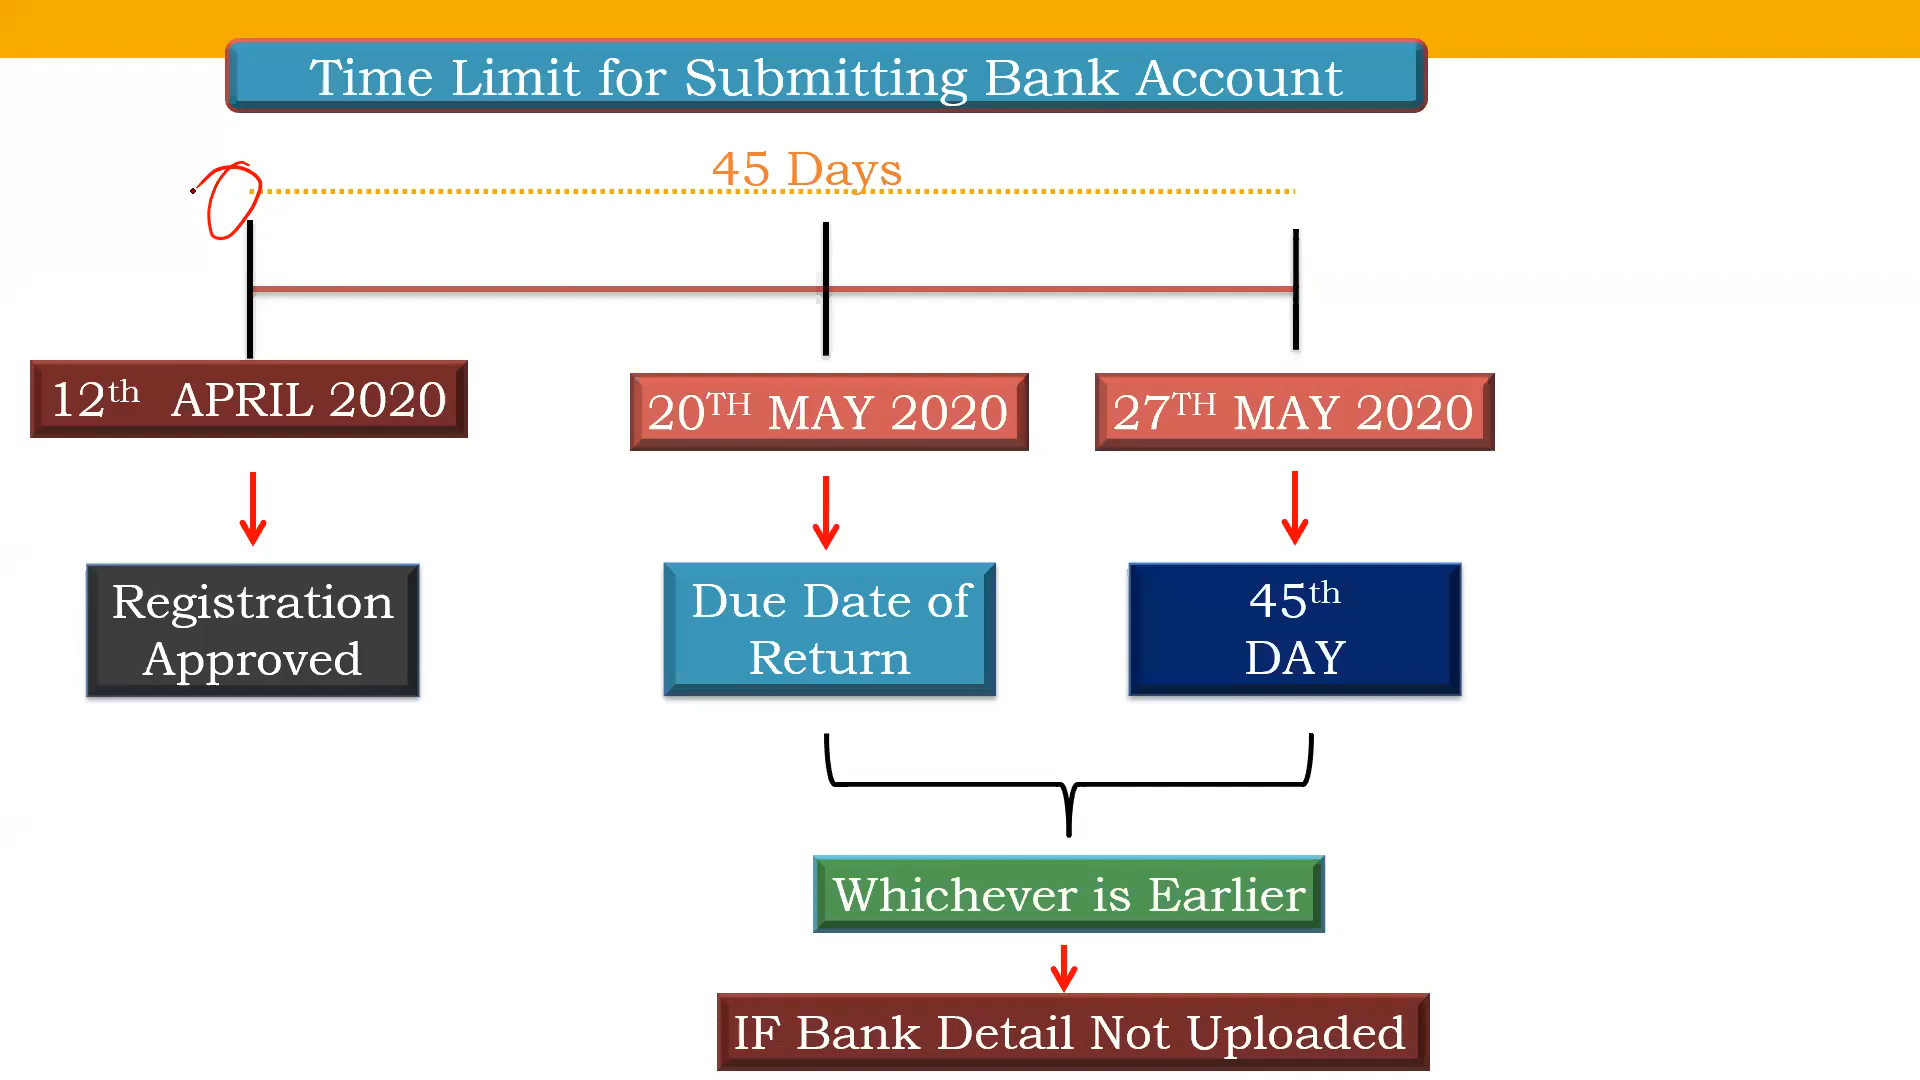 Time Limit for Submitting Bank Account
45 Days
12th APRIL 2020
20TH MAY 2020
27TH MAY 2020
Registration
Approved
Due Date of
Return
45th
DAY
Whichever is Earlier
IF Bank Detail Not Uploaded